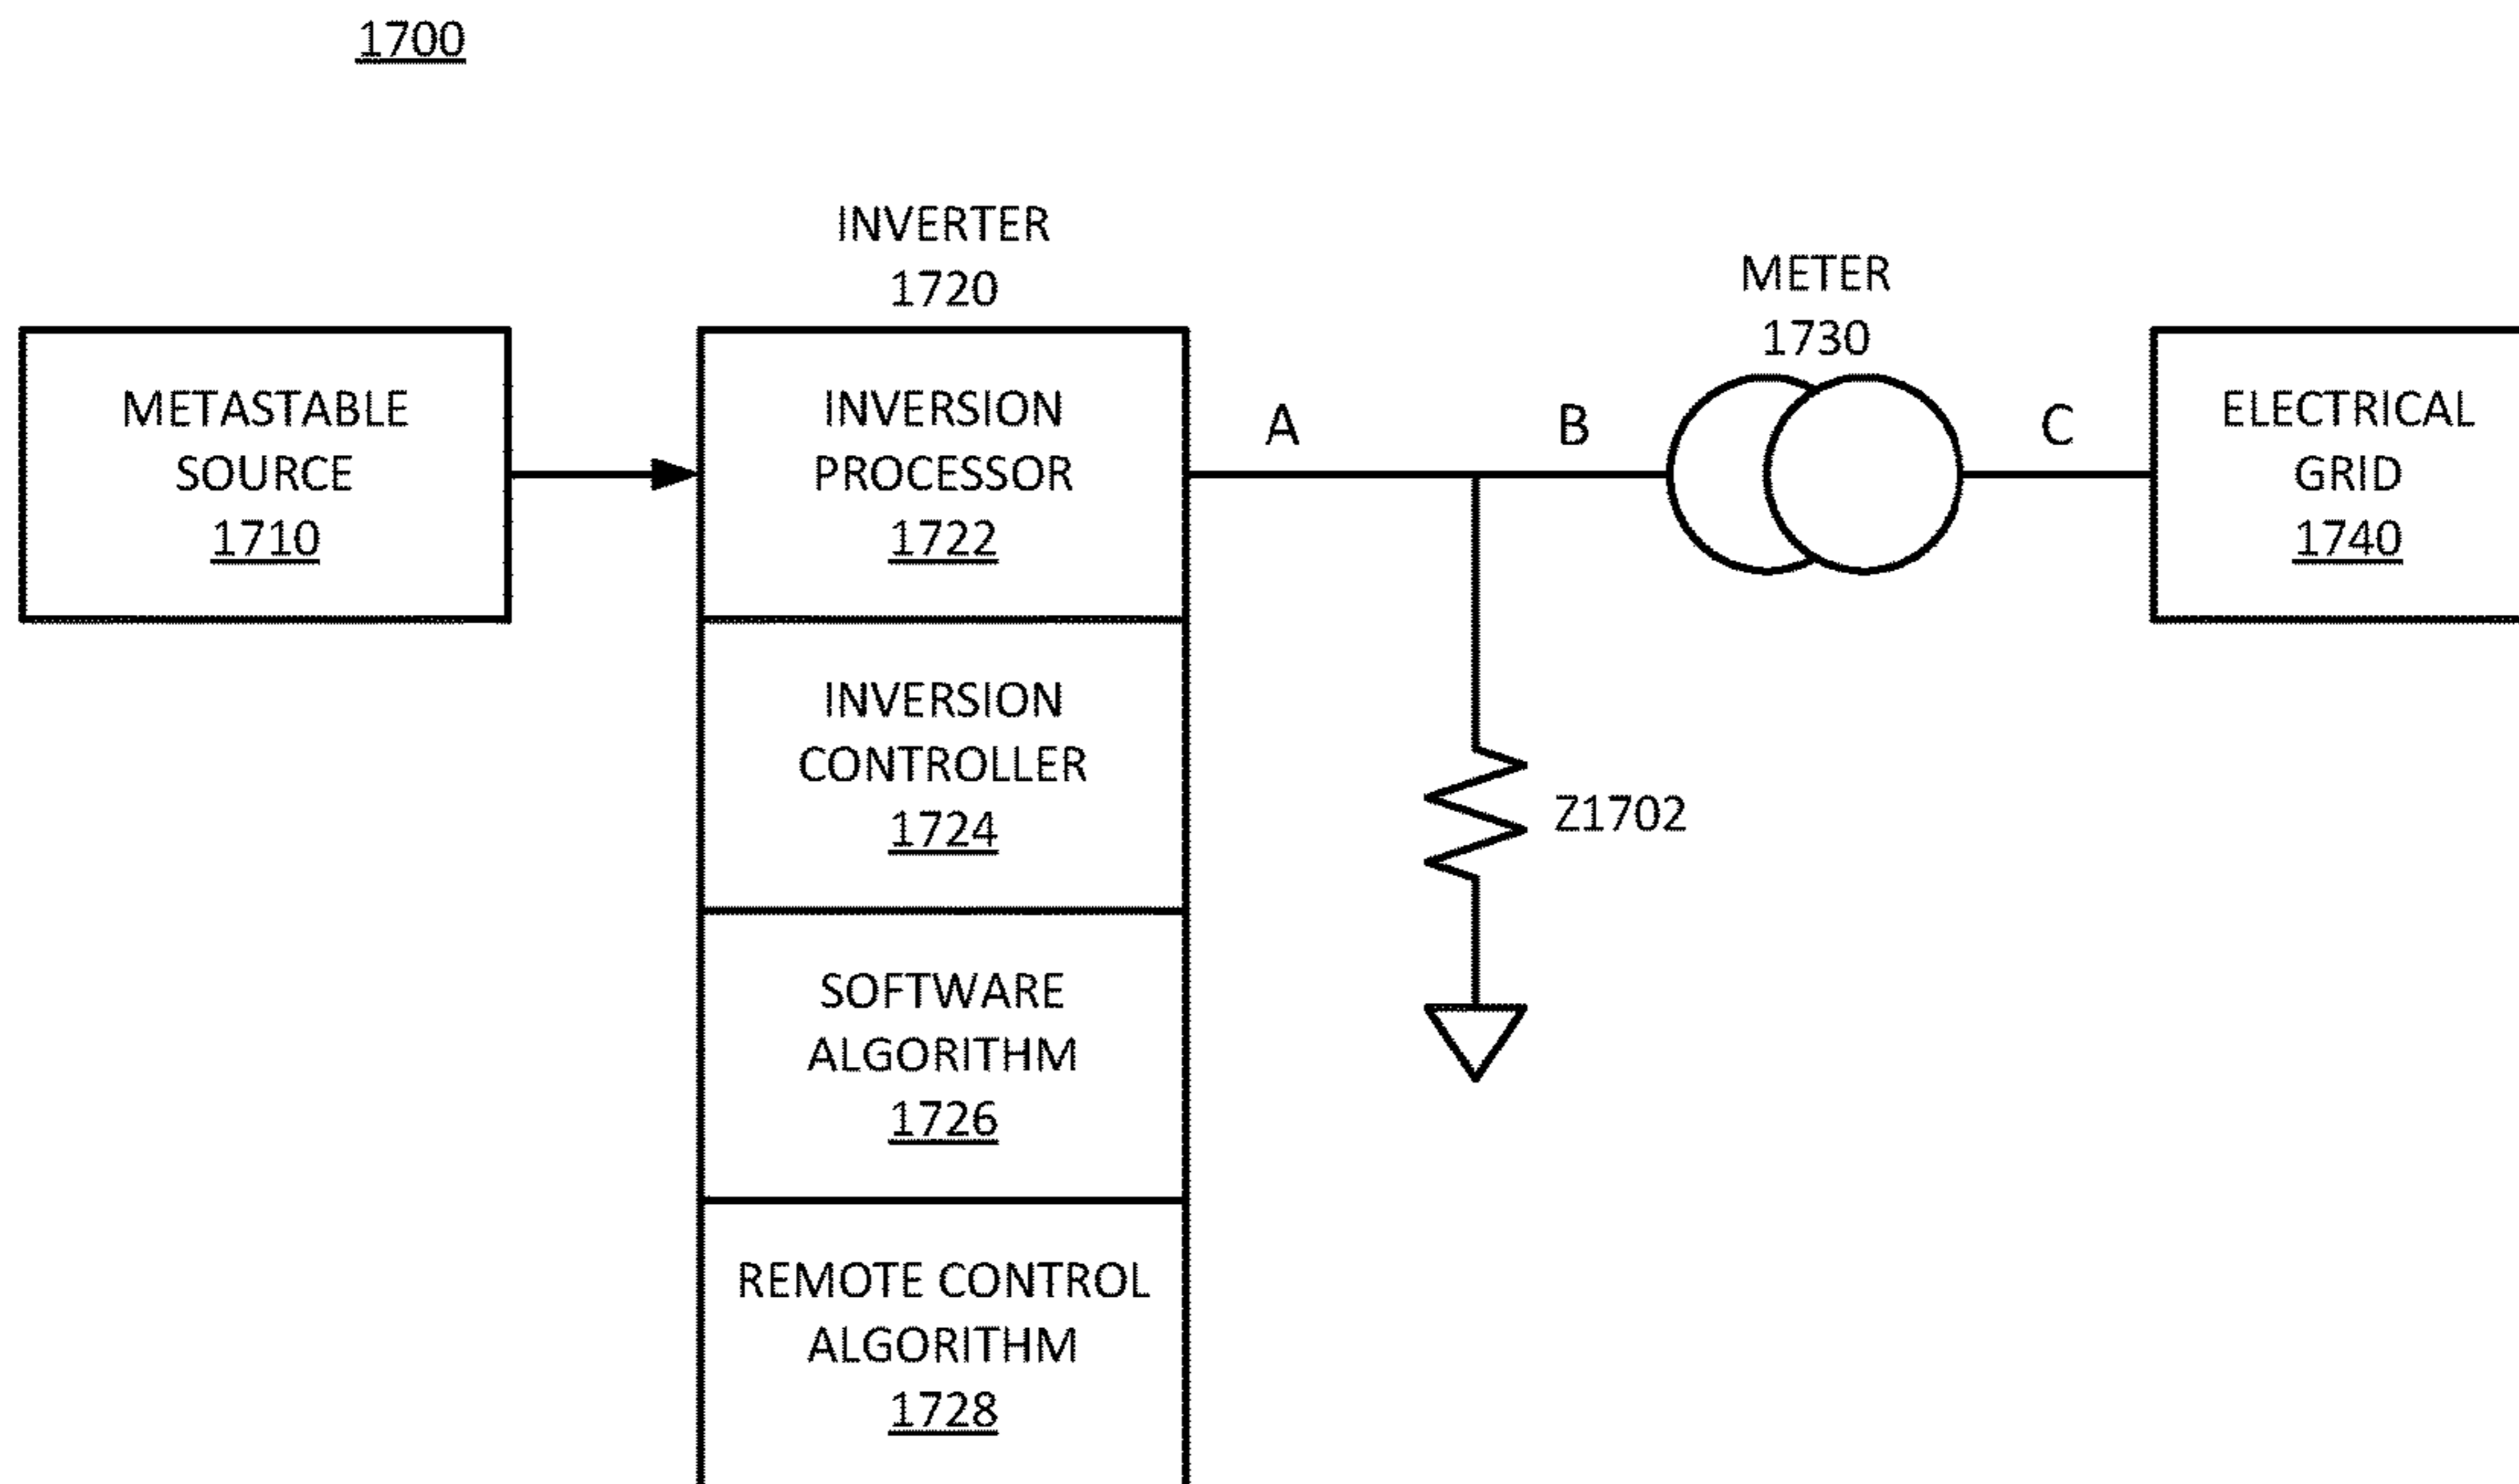 1700
INVERTER
1720
METER
1730
METASTABLE
SOURCE
1710
INVERSION
PROCESSOR
1722
A
B
C
ELECTRICAL
GRID
1740
INVERSION
CONTROLLER
1724
Z1702
SOFTWARE
ALGORITHM
1726
REMOTE CONTROL
ALGORITHM
1728